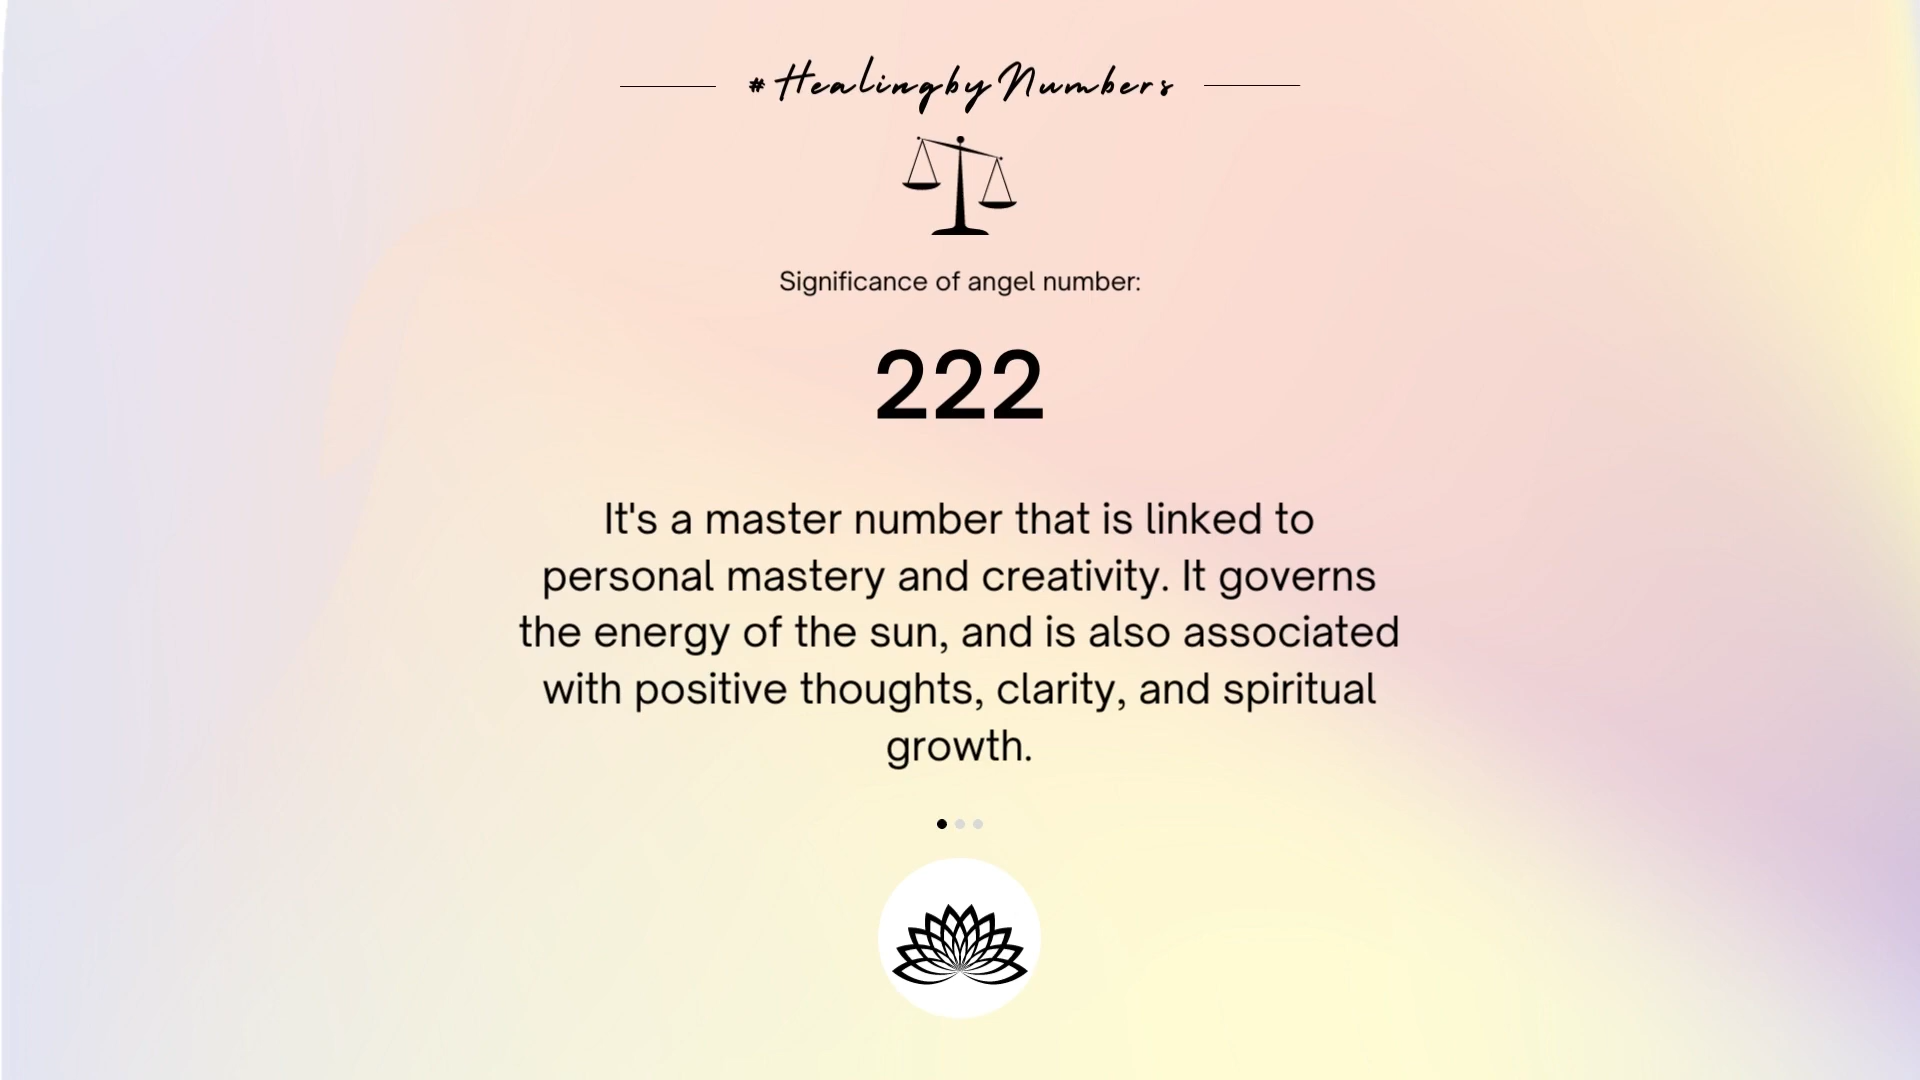 #HealingbyNumbers
Significance of angel number:
222
It's a master number that is linked to
personal mastery and creativity. It governs
the energy of the sun, and is also associated
with positive thoughts, clarity, and spiritual
growth.